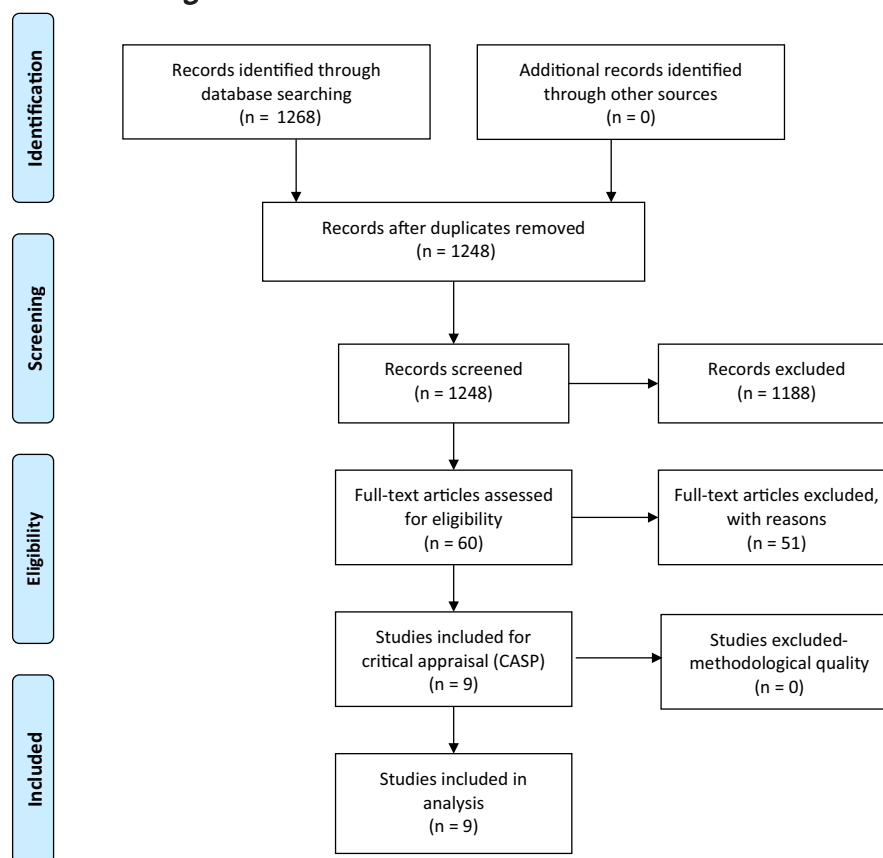 Identification
Records identified through
database searching
(n = 1268)
Additional records identified
through other sources
(n = 0)
Records after duplicates removed
(n = 1248)
Screening
Records screened
(n = 1248)
Records excluded
(n = 1188)
Eligibility
Full-text articles assessed
for eligibility
(n = 60)
Full-text articles excluded,
with reasons
(n = 51)
Studies included for
critical appraisal (CASP)
(n = 9)
Studies excluded-
methodological quality
(n = 0)
Included
Studies included in
analysis
(n = 9)